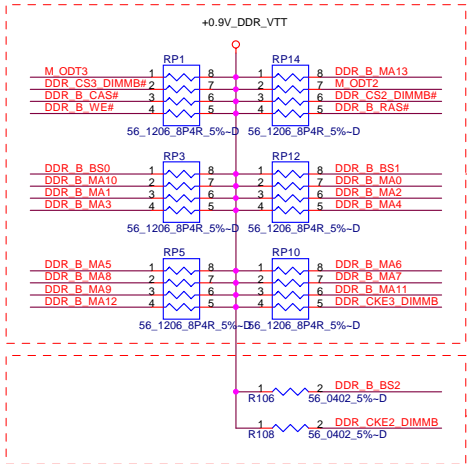 +0.9V_DDR_VTT
RP1 RP14
M_ODT3 1 8 1 8 DDR_B_MA13
DDR_CS3_DIMMB# 2 7 2 7 M_ODT2
DDR_B_CAS# 3 6 3 6 DDR_CS2_DIMMB#
DDR_B_WE# 4 5 4 5 DDR_B_RAS#
56_1206_8P4R_5%~D 56_1206_8P4R_5%~D
RP3 RP12
DDR_B_BS0 1 8 1 8 DDR_B_BS1
DDR_B_MA10 2 7 2 7 DDR_B_MA0
DDR_B_MA1 3 6 3 6 DDR_B_MA2
DDR_B_MA3 4 5 4 5 DDR_B_MA4
56_1206_8P4R_5%~D 56_1206_8P4R_5%~D
RP5 RP10
DDR_B_MA5 1 8 1 8 DDR_B_MA6
DDR_B_MA8 2 7 2 7 DDR_B_MA7
DDR_B_MA9 3 6 3 6 DDR_B_MA11
DDR_B_MA12 4 5 4 5 DDR_CKE3_DIMMB
56_1206_8P4R_5%~D 56_1206_8P4R_5%~D
1 2 DDR_B_BS2
R106 56_0402_5%~D
1 2 DDR_CKE2_DIMMB
R108 56_0402_5%~D